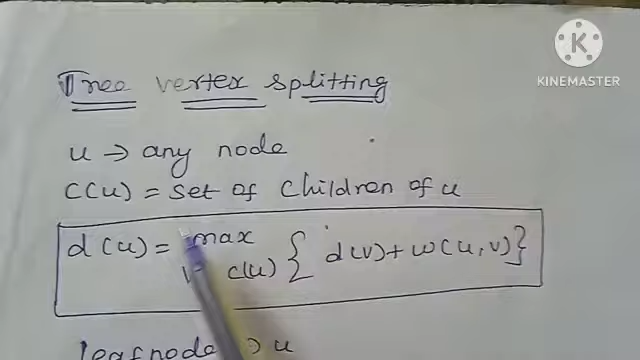 KINEMASTER
Tree vertex splitting
u → any node
C(u) = set of children of u
d(u) = max { d(v) + w(u,v) }
c(u)
leafnode → u